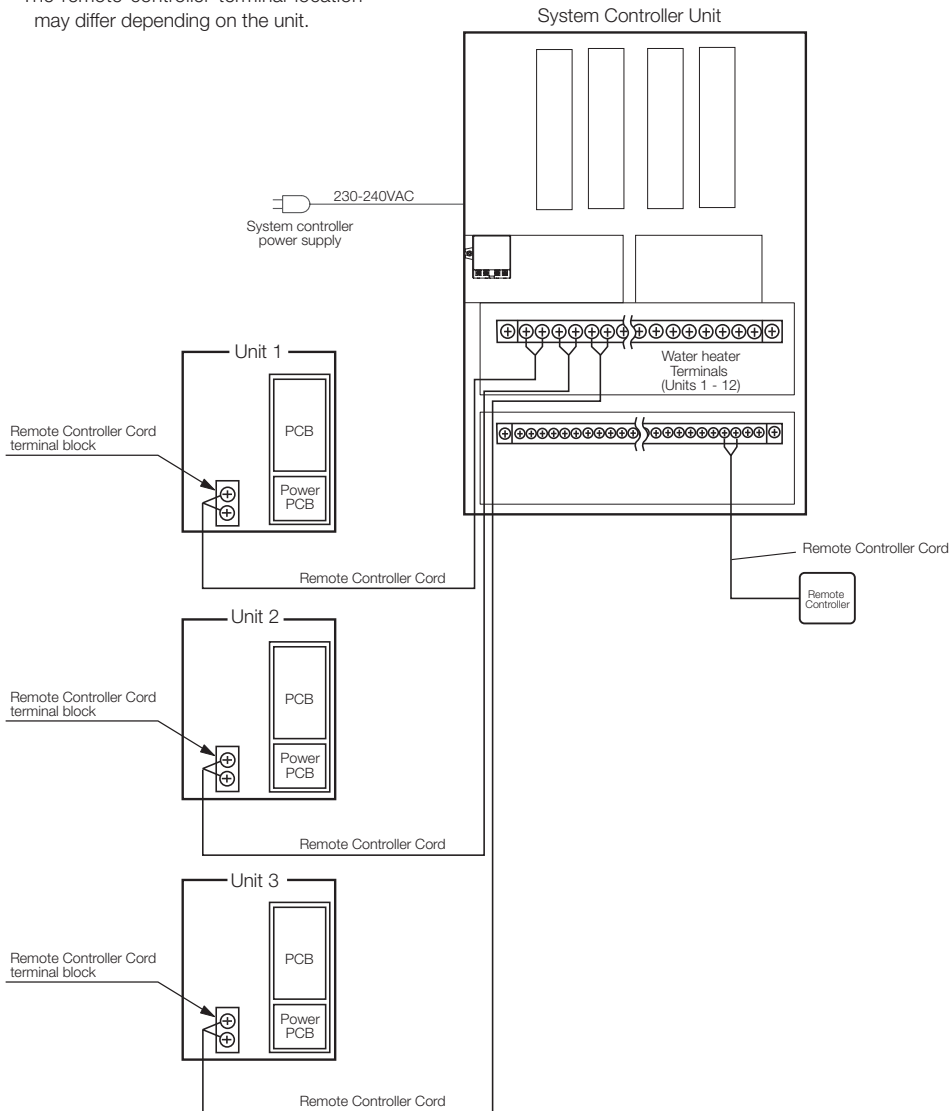 The remote controller terminal location
may differ depending on the unit.
System Controller Unit
230-240VAC
System controller
power supply
Water heater
Terminals
(Units 1 - 12)
Unit 1
Remote Controller Cord
terminal block
PCB
Power
PCB
Remote Controller Cord
Remote Controller Cord
Remote
Controller
Unit 2
Remote Controller Cord
terminal block
PCB
Power
PCB
Remote Controller Cord
Unit 3
Remote Controller Cord
terminal block
PCB
Power
PCB
Remote Controller Cord